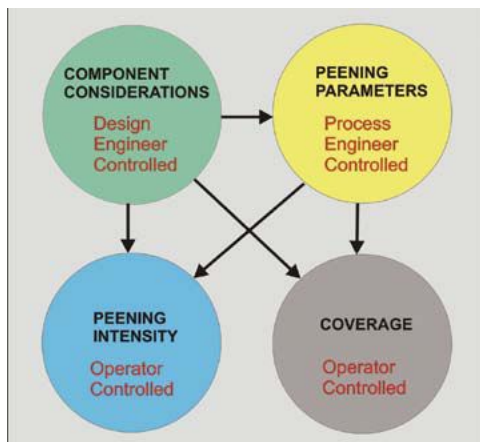 COMPONENT
CONSIDERATIONS
Design
Engineer
Controlled
PEENING
PARAMETERS
Process
Engineer
Controlled
PEENING
INTENSITY
Operator
Controlled
COVERAGE
Operator
Controlled